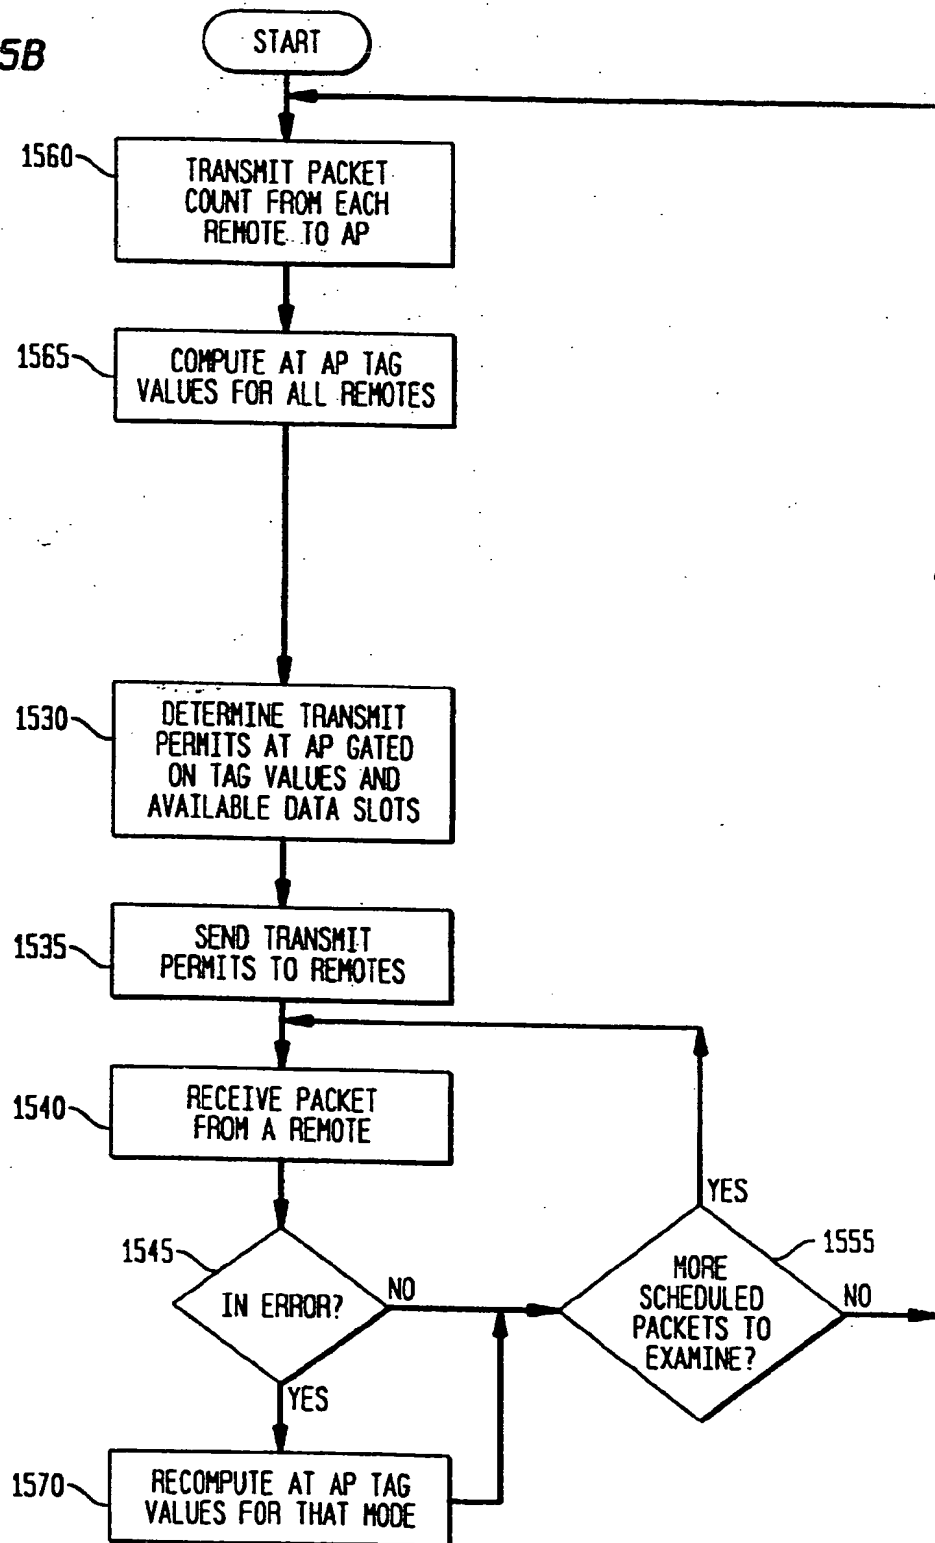 5B
START
1560
TRANSMIT PACKET
COUNT FROM EACH
REMOTE TO AP
1565
COMPUTE AT AP TAG
VALUES FOR ALL REMOTES
1530
DETERMINE TRANSMIT
PERMITS AT AP GATED
ON TAG VALUES AND
AVAILABLE DATA SLOTS
1535
SEND TRANSMIT
PERMITS TO REMOTES
1540
RECEIVE PACKET
FROM A REMOTE
1545
IN ERROR?
NO
YES
1555
MORE
SCHEDULED
PACKETS TO
EXAMINE?
YES
NO
1570
RECOMPUTE AT AP TAG
VALUES FOR THAT MODE